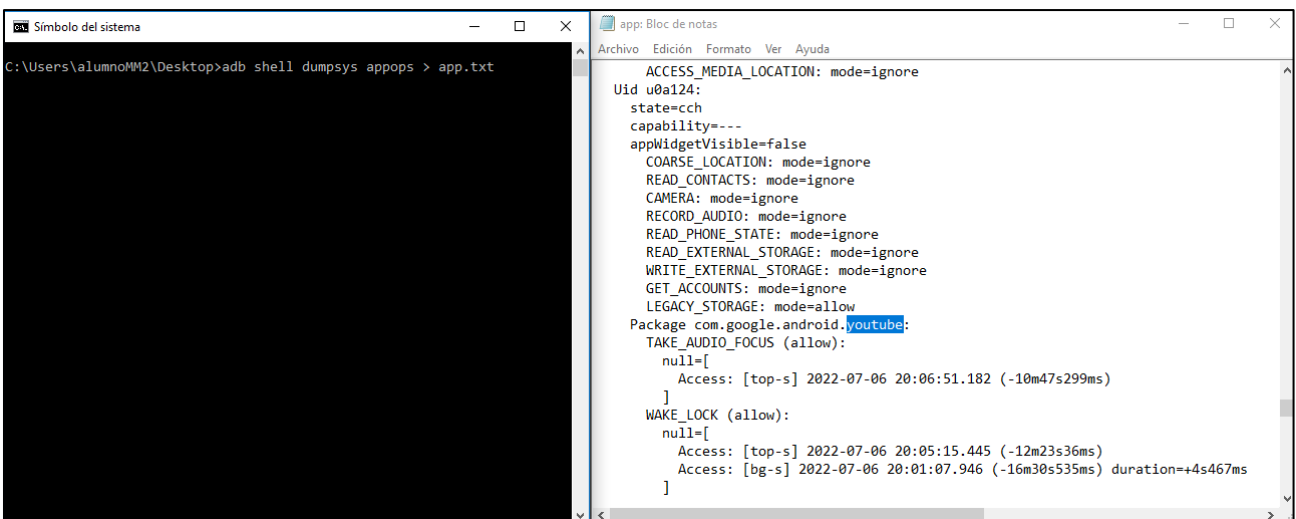 Símbolo del sistema
C:\Users\alumnoMM2\Desktop>adb shell dumpsys appops > app.txt
app: Bloc de notas
Archivo Edición Formato Ver Ayuda
ACCESS_MEDIA_LOCATION: mode=ignore
Uid u0a124:
state=cch
capability=---
appWidgetVisible=false
COARSE_LOCATION: mode=ignore
READ_CONTACTS: mode=ignore
CAMERA: mode=ignore
RECORD_AUDIO: mode=ignore
READ_PHONE_STATE: mode=ignore
READ_EXTERNAL_STORAGE: mode=ignore
WRITE_EXTERNAL_STORAGE: mode=ignore
GET_ACCOUNTS: mode=ignore
LEGACY_STORAGE: mode=allow
Package com.google.android.youtube:
TAKE_AUDIO_FOCUS (allow):
null=[
Access: [top-s] 2022-07-06 20:06:51.182 (-10m47s299ms)
]
WAKE_LOCK (allow):
null=[
Access: [top-s] 2022-07-06 20:05:15.445 (-12m23s36ms)
Access: [bg-s] 2022-07-06 20:01:07.946 (-16m30s535ms) duration=+4s467ms
]